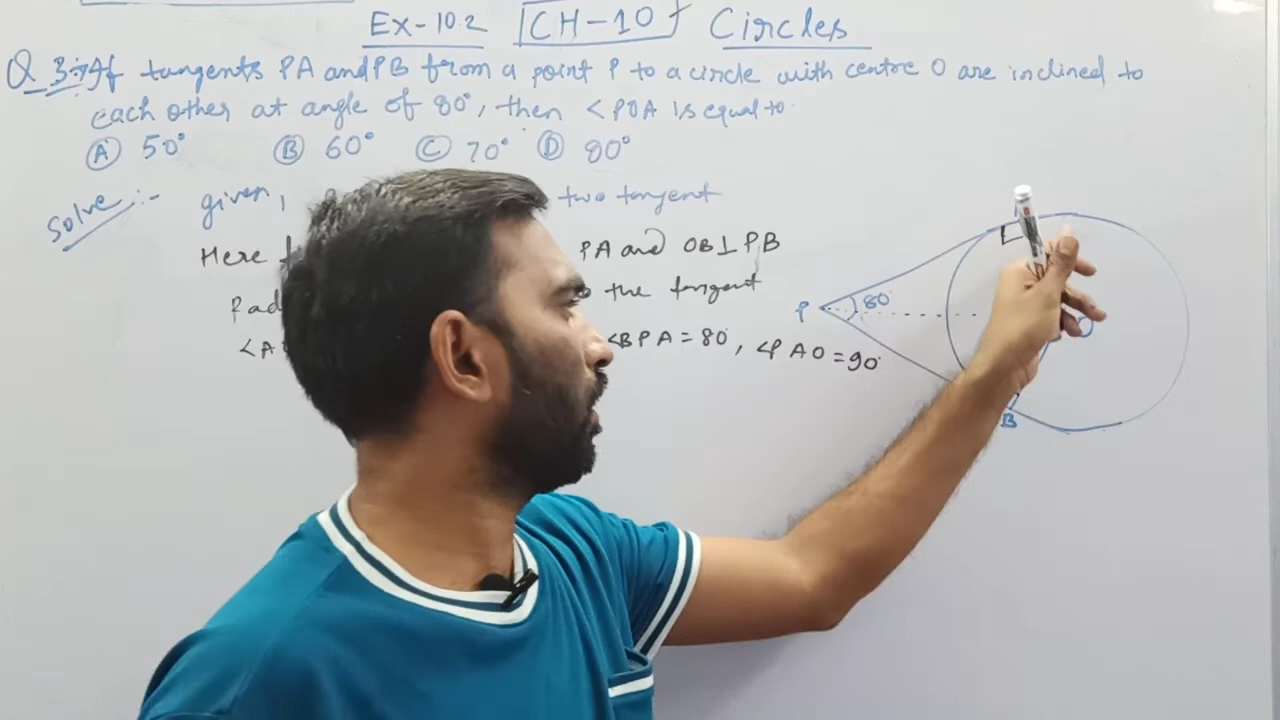 Ex-10.2 CH-10 Circles
Q 3:- If tangents PA and PB from a point P to a circle with centre O are inclined to
each other at angle of 80°, then ∠POA is equal to
(A) 50° (B) 60° (C) 70° (D) 80°
Solve:- given, two tangent
Here PA and OB⊥PB
the tangent
∠BPA = 80°, ∠PAO = 90°
P 80°
B